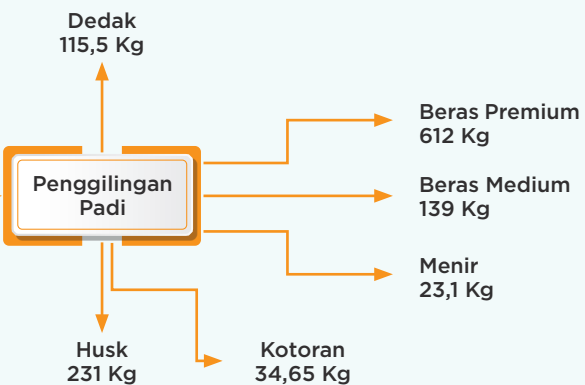 Dedak
115,5 Kg
Beras Premium
612 Kg
Penggilingan
Padi
Beras Medium
139 Kg
Menir
23,1 Kg
Husk
231 Kg
Kotoran
34,65 Kg